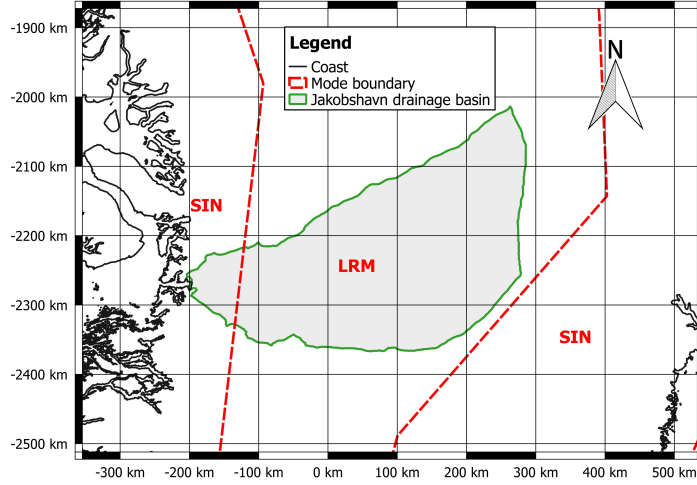 -1900 km
Legend
N
Coast
Mode boundary
-2000 km
Jakobshavn drainage basin
-2100 km
SIN
-2200 km
LRM
-2300 km
SIN
-2400 km
-2500 km
-300 km -200 km -100 km 0 km 100 km 200 km 300 km 400 km 500 km